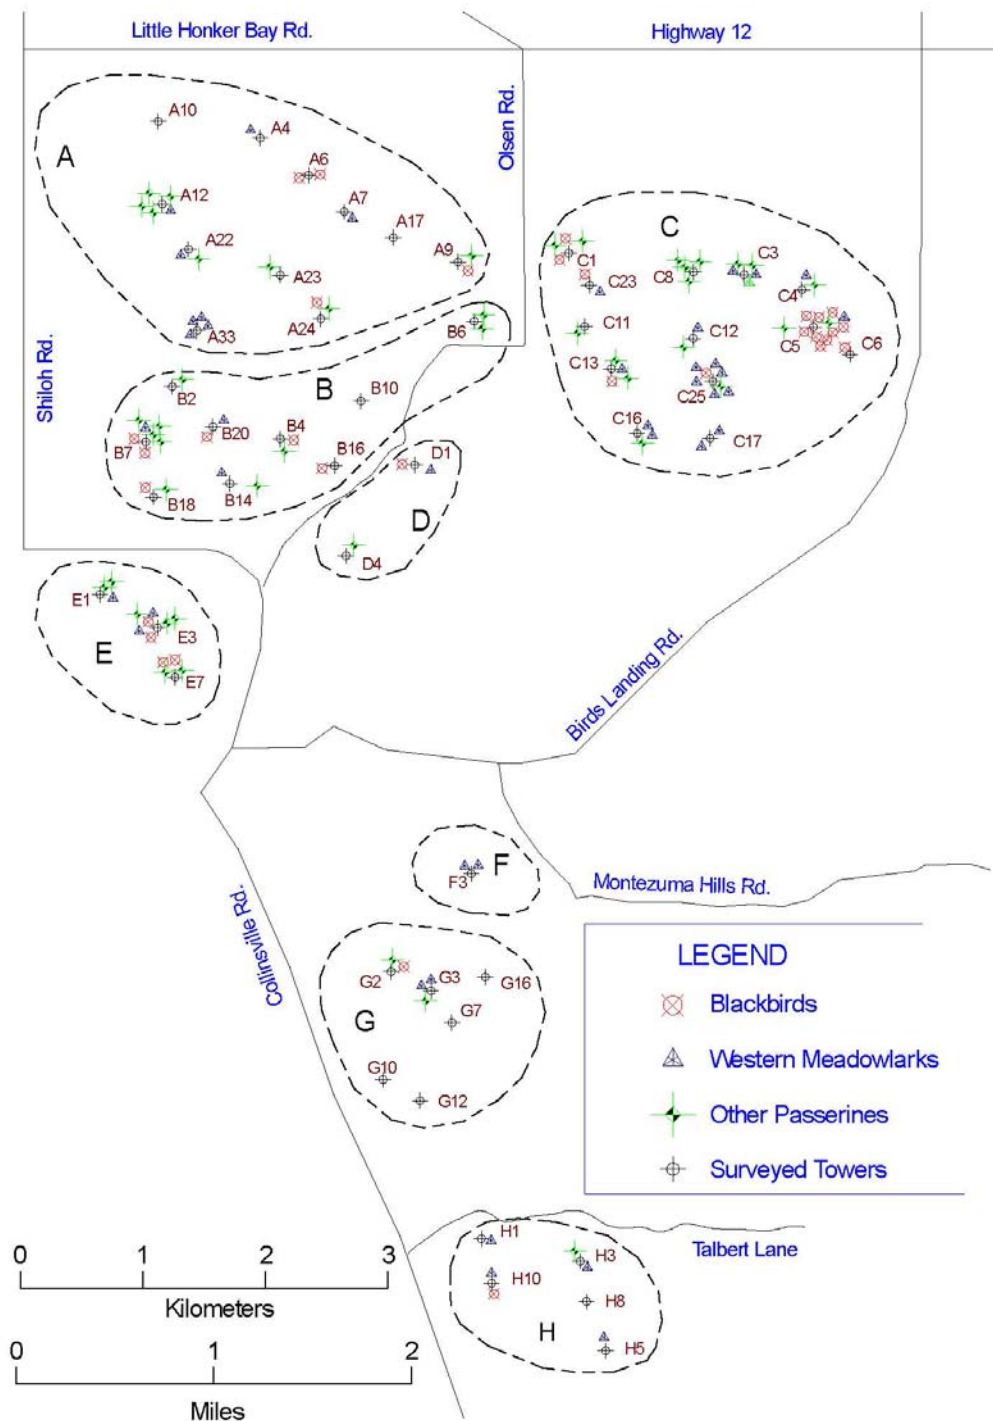 Little Honker Bay Rd.
Highway 12
Olsen Rd.
Shiloh Rd.
A
A10
A4
A6
A12
A7
A17
A22
A9
A23
A24
A33
C
C1
C3
C8
C23
C4
C11
C12
C5
C6
C13
C25
C16
C17
B6
B
B2
B10
B20
B4
B7
B16
B14
B18
D1
D
D4
E1
E3
E
E7
Birds Landing Rd.
F
F3
Montezuma Hills Rd.
Collinsville Rd.
G2
G3
G16
G
G7
G10
G12
LEGEND
Blackbirds
Western Meadowlarks
Other Passerines
Surveyed Towers
H1
Talbert Lane
H3
H10
H8
H
H5
0 1 2 3
Kilometers
0 1 2
Miles